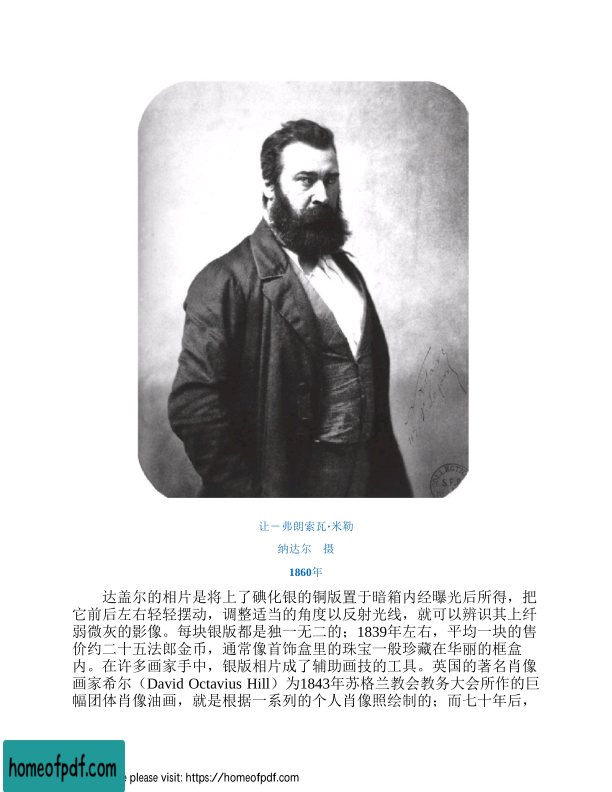 COLLECTION
S.F.P
让－弗朗索瓦·米勒
纳达尔　摄
1860年
达盖尔的相片是将上了碘化银的铜版置于暗箱内经曝光后所得，把
它前后左右轻轻摆动，调整适当的角度以反射光线，就可以辨识其上纤
弱微灰的影像。每块银版都是独一无二的；1839年左右，平均一块的售
价约二十五法郎金币，通常像首饰盒里的珠宝一般珍藏在华丽的框盒
内。在许多画家手中，银版相片成了辅助画技的工具。英国的著名肖像
画家希尔（David Octavius Hill）为1843年苏格兰教会教务大会所作的巨
幅团体肖像油画，就是根据一系列的个人肖像照绘制的；而七十年后，
homeofpdf.com
please visit: https://homeofpdf.com